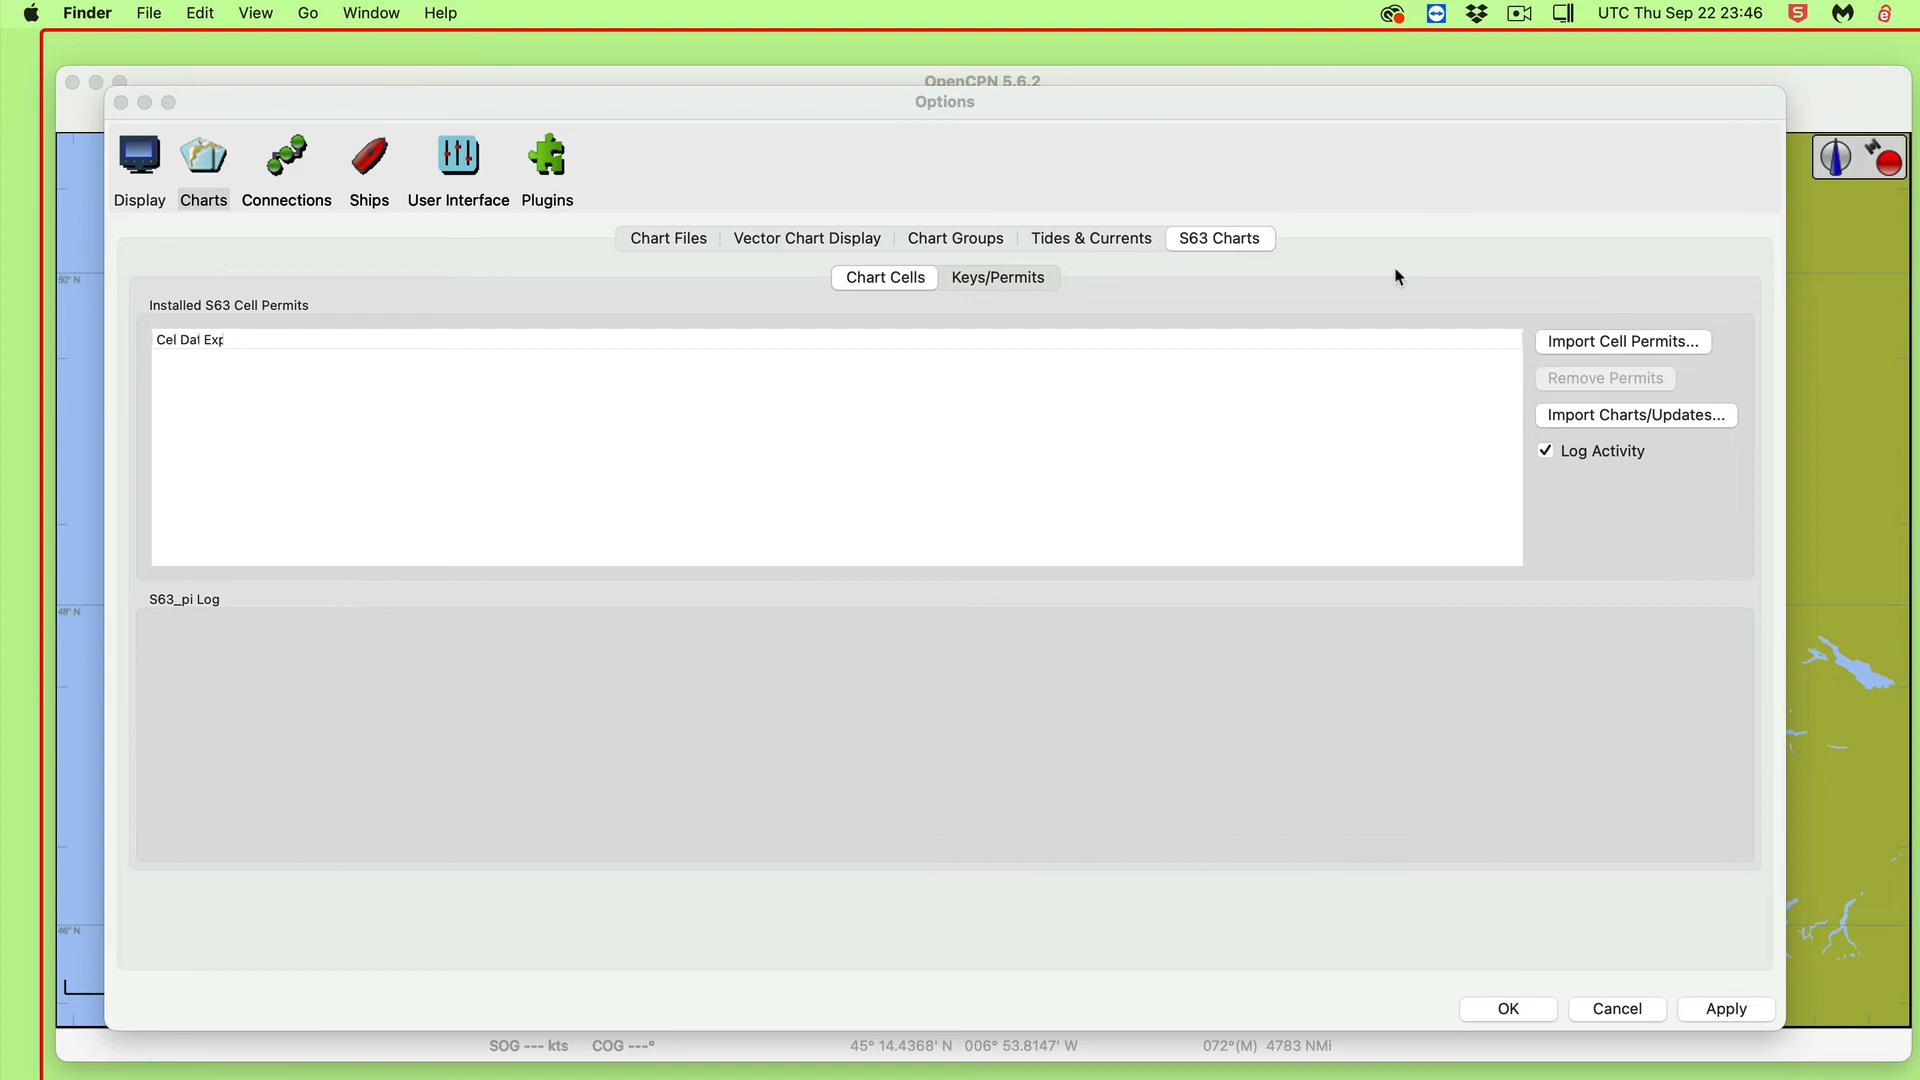 Finder File Edit View Go Window Help UTC Thu Sep 22 23:46
OpenCPN 5.6.2
Options
Display Charts Connections Ships User Interface Plugins
Chart Files Vector Chart Display Chart Groups Tides & Currents S63 Charts
Chart Cells Keys/Permits
Installed S63 Cell Permits
Cel Dat Exp
Import Cell Permits...
Remove Permits
Import Charts/Updates...
Log Activity
S63_pi Log
50° N
48° N
46° N
OK Cancel Apply
SOG --- kts COG ---° 45° 14.4368' N 006° 53.8147' W 072°(M) 4783 NMi